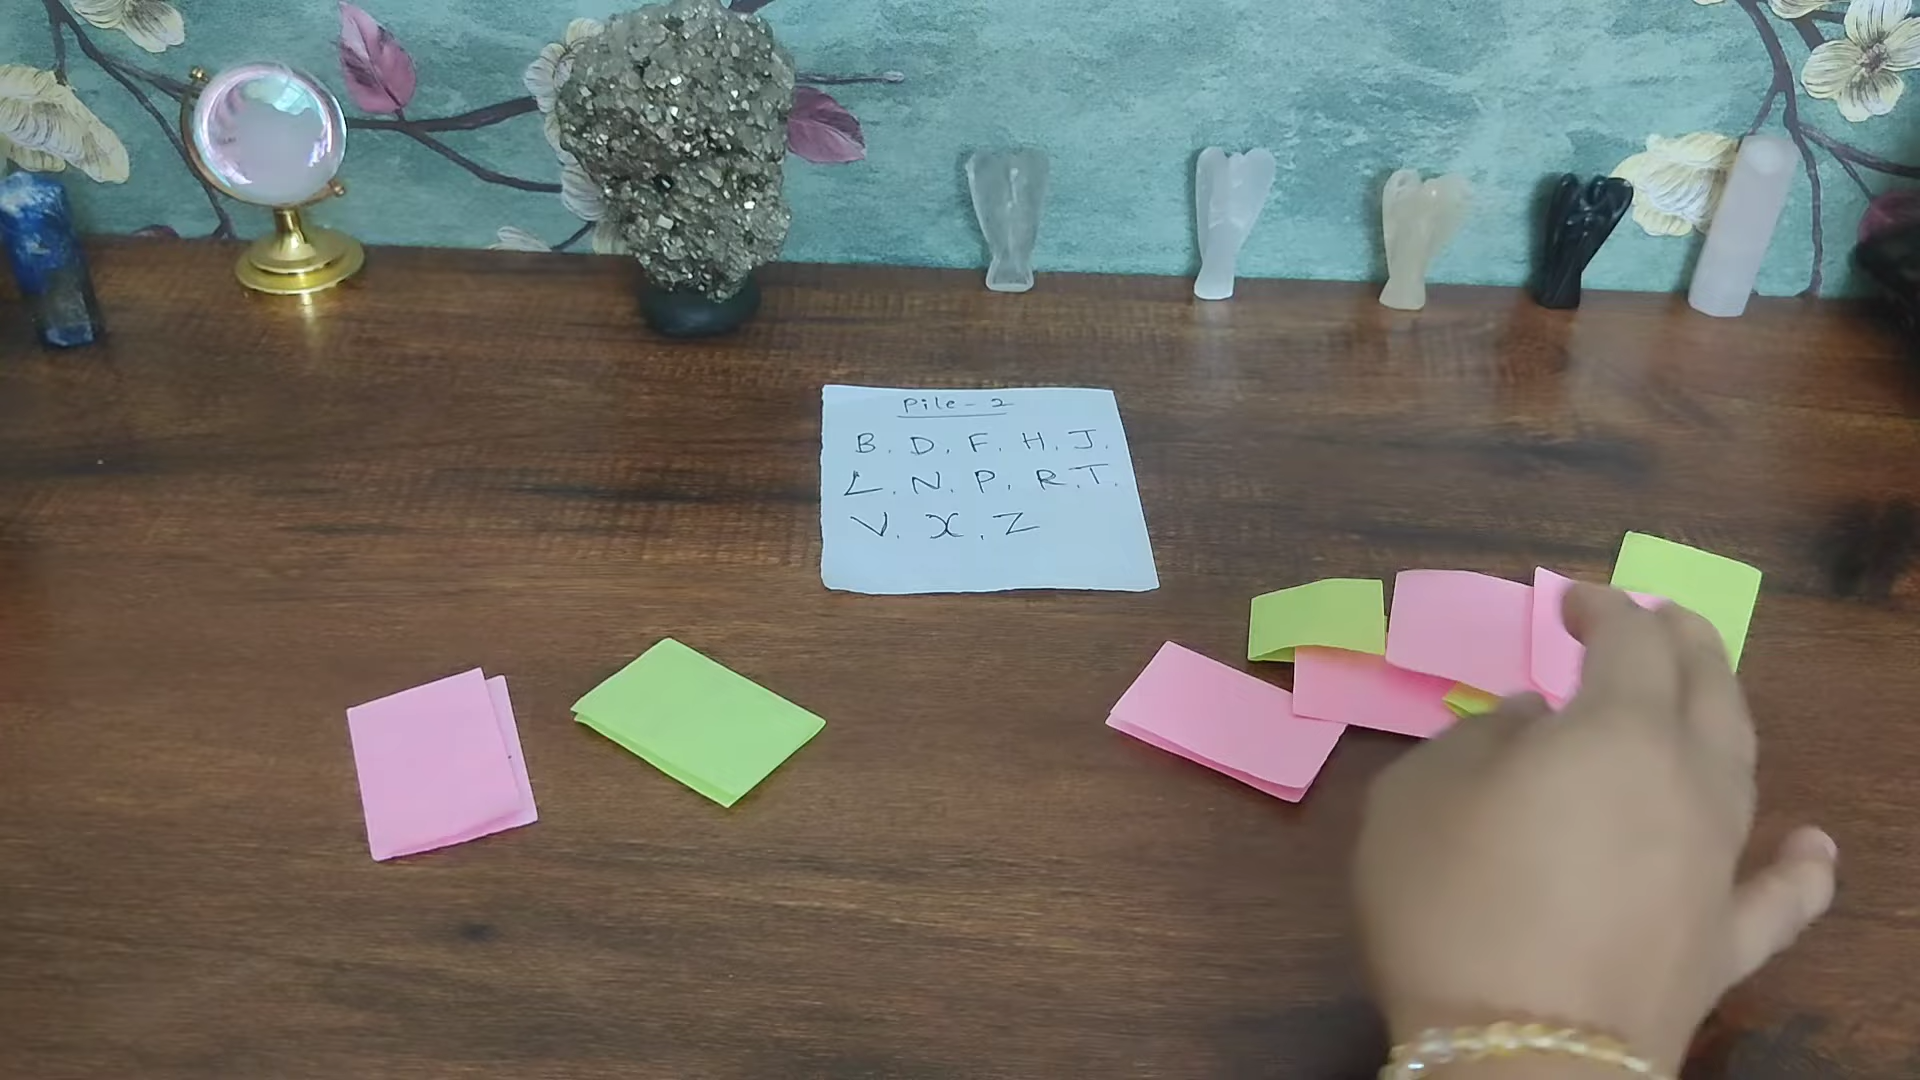 Pile - 2
B. D. F. H. J.
L. N. P. R. T.
V. X. Z